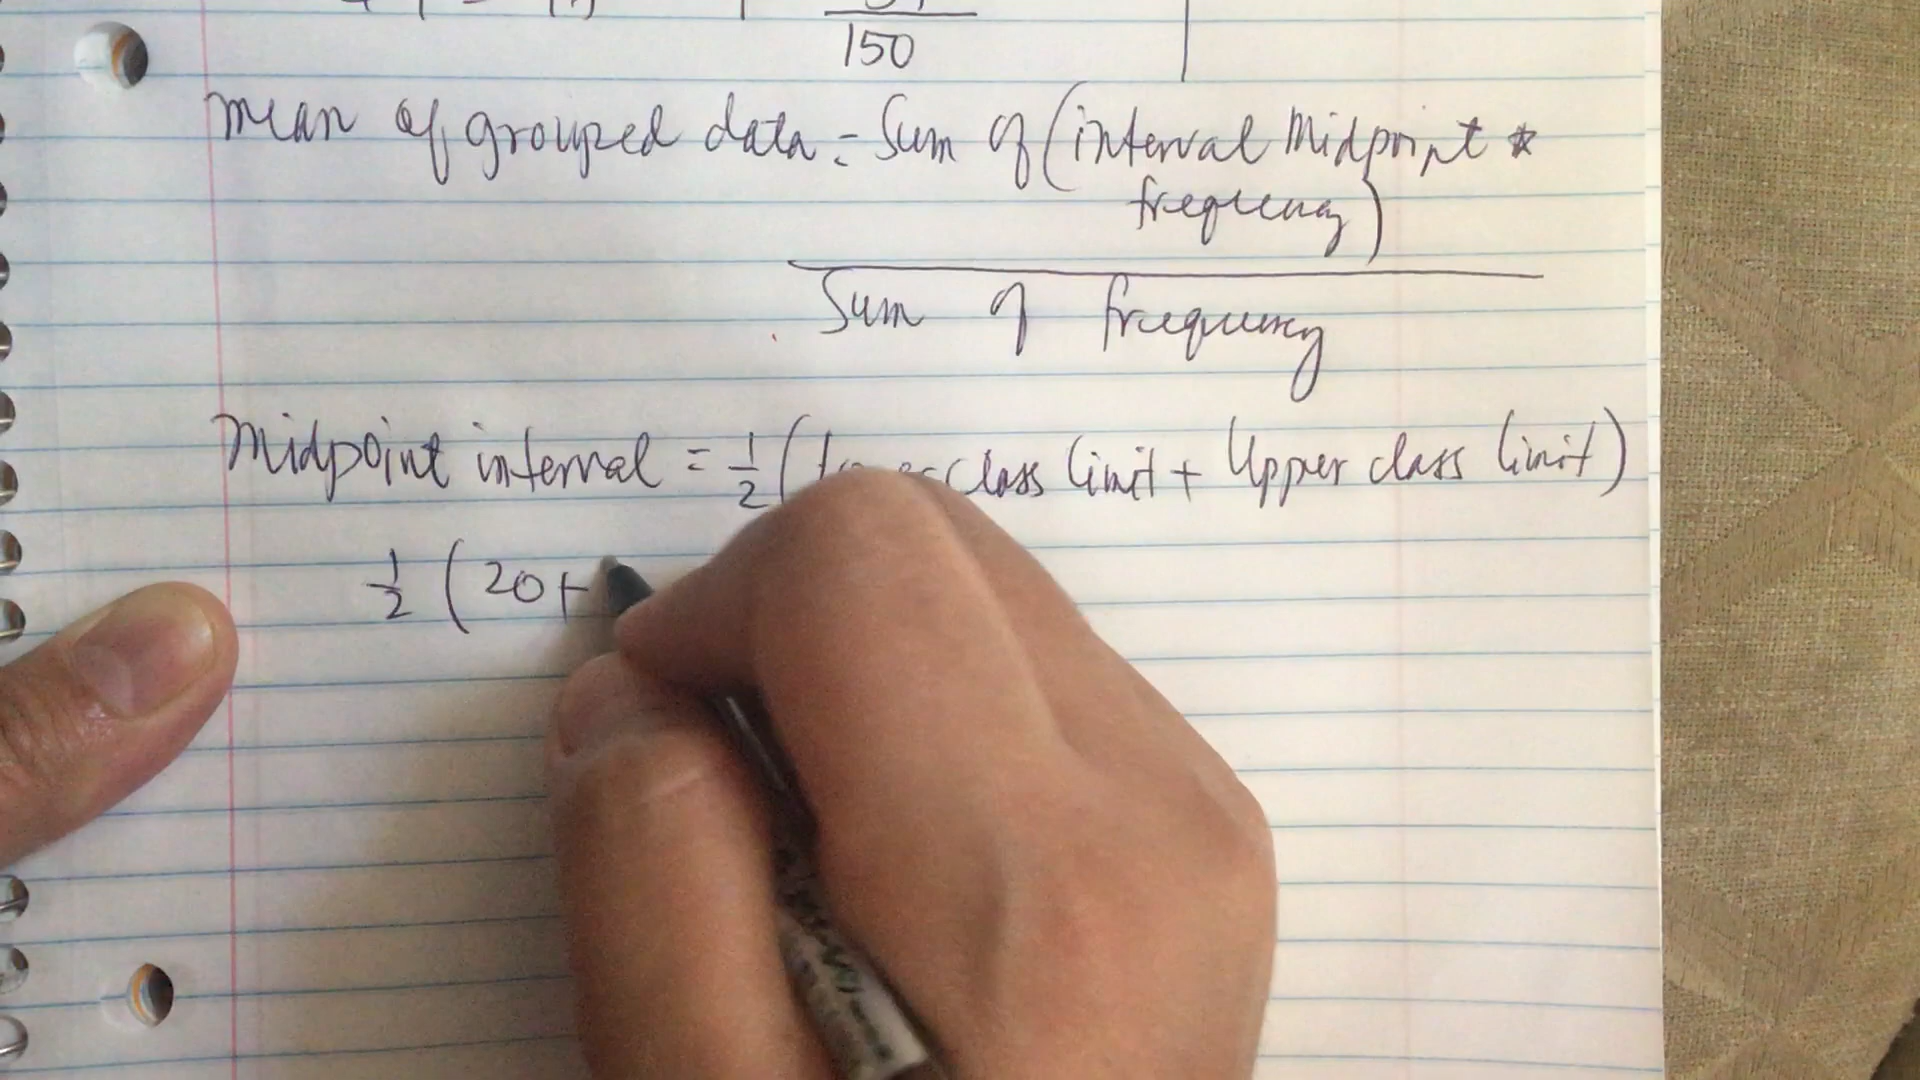 150
mean of grouped data = Sum of (interval Midpoint *
frequency)
Sum of frequency
Midpoint interval = 1/2 ( class limit + Upper class limit)
1/2 ( 20 +